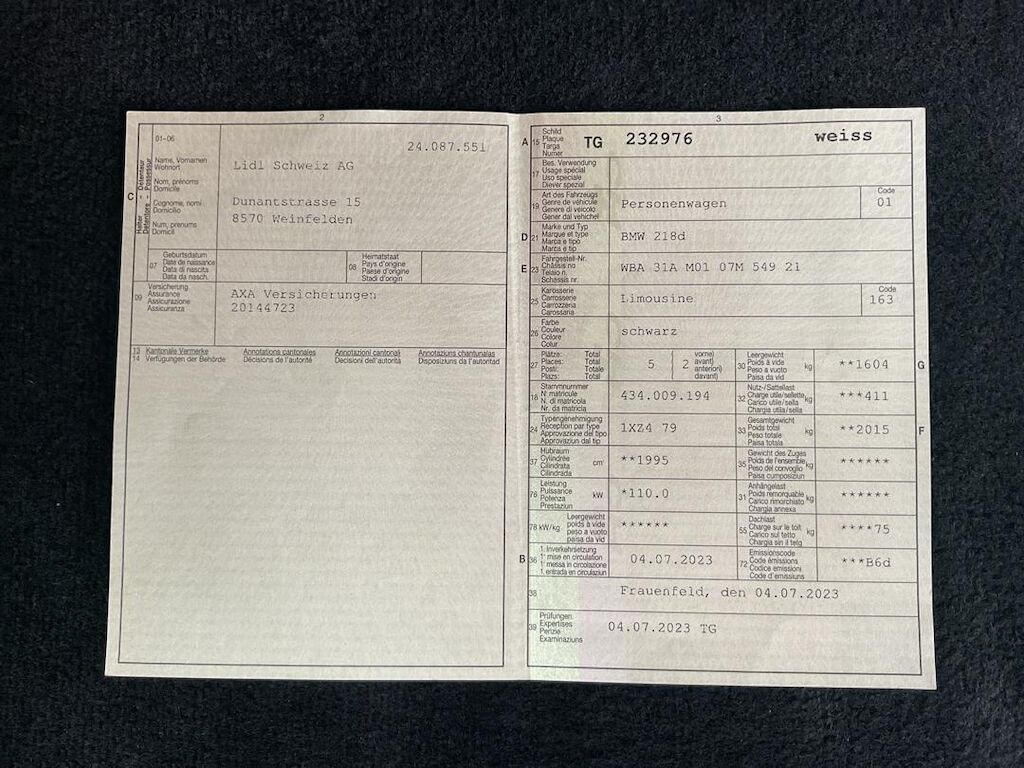 2
01-06
24.087.551
C
Halter - Détenteur
Detentore - Possessur
Name, Vornamen
Wohnort
Nom, prénoms
Domicile
Cognome, nomi
Domicilio
Num, prenums
Domicil
Lidl Schweiz AG
Dunantstrasse 15
8570 Weinfelden
07
Geburtsdatum
Date de naissance
Data di nascita
Data da nasch.
08
Heimatstaat
Pays d'origine
Paese d'origine
Stadi d'origin
09
Versicherung
Assurance
Assicurazione
Assicuranza
AXA Versicherungen
20144723
13
14
Kantonale Vermerke
Verfügungen der Behörde
Annotations cantonales
Décisions de l'autorité
Annotazioni cantonali
Decisioni dell'autorità
Annotaziuns chantunalas
Disposiziuns da l'autoritad
3
A
15
Schild
Plaque
Targa
Numer
TG 232976 weiss
17
Bes. Verwendung
Usage spécial
Uso speciale
Diever spezial
19
Art des Fahrzeugs
Genre de véhicule
Genere di veicolo
Gener dal vehichel
Personenwagen
Code
01
D
21
Marke und Typ
Marque et type
Marca e tipo
Marca e tip
BMW 218d
E
23
Fahrgestell-Nr.
Châssis no
Telaio n.
Schassis nr.
WBA 31A M01 07M 549 21
25
Karosserie
Carrosserie
Carrozzeria
Carossaria
Limousine
Code
163
26
Farbe
Couleur
Colore
Colur
schwarz
27
Plätze: Total
Places: Total
Posti: Totale
Plazs: Total
5
2
vorne)
avant)
anteriori)
davant)
30
Leergewicht
Poids à vide
Peso a vuoto
Paisa da vid
kg
**1604
G
18
Stammnummer
N° matricule
N. di matricola
Nr. da matricla
434.009.194
32
Nutz-/Sattellast
Charge utile/sellette
Carico utile/sella
Chargia utila/sella
kg
***411
24
Typengenehmigung
Réception par type
Approvazione del tipo
Approvaziun dal tip
1XZ4 79
33
Gesamtgewicht
Poids total
Peso totale
Paisa totala
kg
**2015
F
37
Hubraum
Cylindrée
Cilindrata
Cilindrada
cm³
**1995
35
Gewicht des Zuges
Poids de l'ensemble
Peso del convoglio
Paisa cumposiziun
kg
******
76
Leistung
Puissance
Potenza
Prestaziun
kW
*110.0
31
Anhängelast
Poids remorquable
Carico rimorchiato
Chargia annexa
kg
******
78 kW/kg
Leergewicht
poids à vide
peso a vuoto
paisa da vid
******
55
Dachlast
Charge sur le toit
Carico sul tetto
Chargia sin il tetg
kg
****75
B
36
1. Inverkehrsetzung
1re mise en circulation
1a messa in circolazione
1. entrada en circulaziun
04.07.2023
72
Emissionscode
Code émissions
Codice emissioni
Code d'emissiuns
***B6d
38
Frauenfeld, den 04.07.2023
39
Prüfungen
Expertises
Perizie
Examinaziuns
04.07.2023 TG